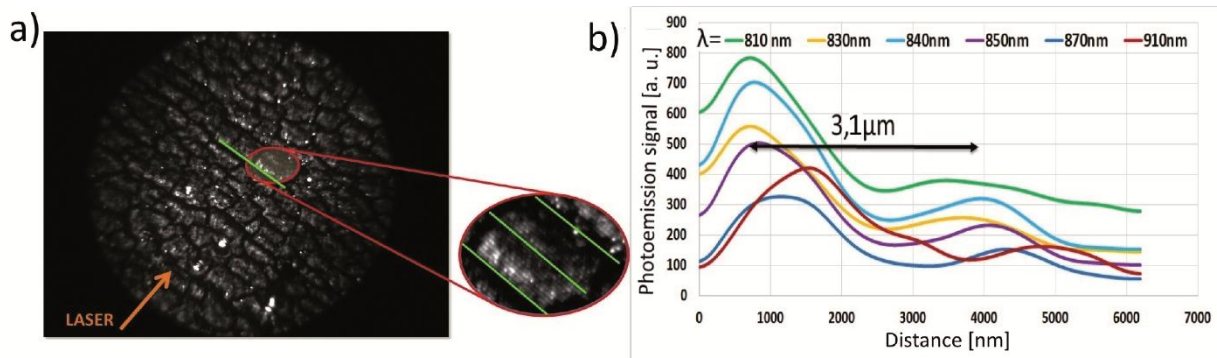 a)
LASER
b)
λ= 810 nm 830nm 840nm 850nm 870nm 910nm
Photoemission signal [a. u.]
900
800
700
600
500
400
300
200
100
0
3,1µm
0 1000 2000 3000 4000 5000 6000 7000
Distance [nm]